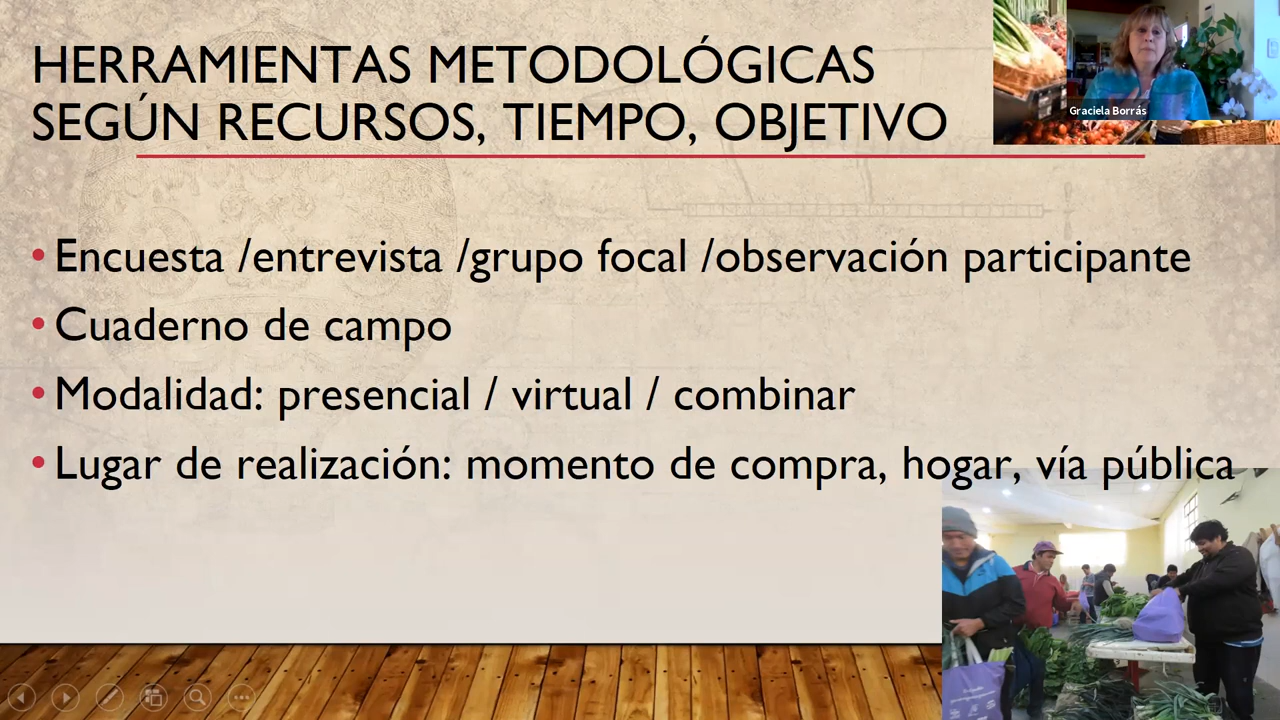 HERRAMIENTAS METODOLÓGICAS
SEGÚN RECURSOS, TIEMPO, OBJETIVO
Graciela Borrás
• Encuesta /entrevista /grupo focal /observación participante
• Cuaderno de campo
• Modalidad: presencial / virtual / combinar
• Lugar de realización: momento de compra, hogar, vía pública